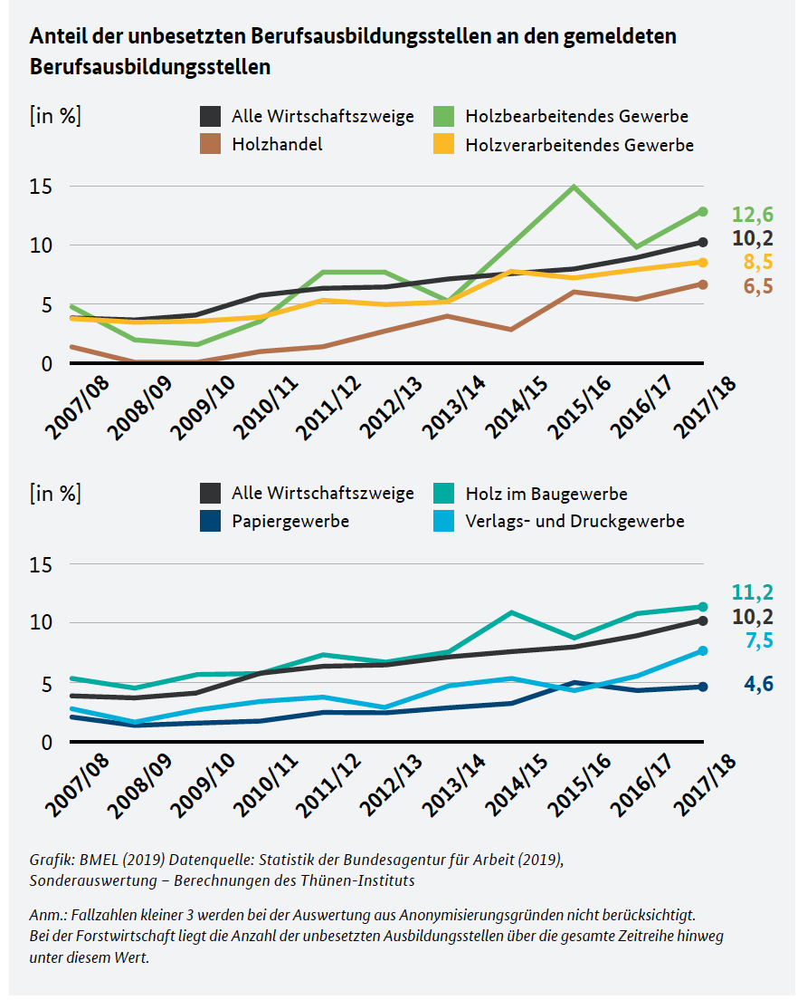 Anteil der unbesetzten Berufsausbildungsstellen an den gemeldeten
Berufsausbildungsstellen
[in %]
Alle Wirtschaftszweige
Holzbearbeitendes Gewerbe
Holzhandel
Holzverarbeitendes Gewerbe
15
10
5
0
12,6
10,2
8,5
6,5
2007/08
2008/09
2009/10
2010/11
2011/12
2012/13
2013/14
2014/15
2015/16
2016/17
2017/18
[in %]
Alle Wirtschaftszweige
Holz im Baugewerbe
Papiergewerbe
Verlags- und Druckgewerbe
15
10
5
0
11,2
10,2
7,5
4,6
2007/08
2008/09
2009/10
2010/11
2011/12
2012/13
2013/14
2014/15
2015/16
2016/17
2017/18
Grafik: BMEL (2019) Datenquelle: Statistik der Bundesagentur für Arbeit (2019),
Sonderauswertung – Berechnungen des Thünen-Instituts
Anm.: Fallzahlen kleiner 3 werden bei der Auswertung aus Anonymisierungsgründen nicht berücksichtigt.
Bei der Forstwirtschaft liegt die Anzahl der unbesetzten Ausbildungsstellen über die gesamte Zeitreihe hinweg
unter diesem Wert.